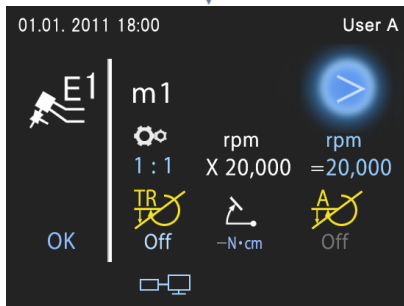 01.01. 2011 18:00 User A
E1
m1
rpm rpm
1 : 1 X 20,000 =20,000
TR A
OK Off –N•cm Off